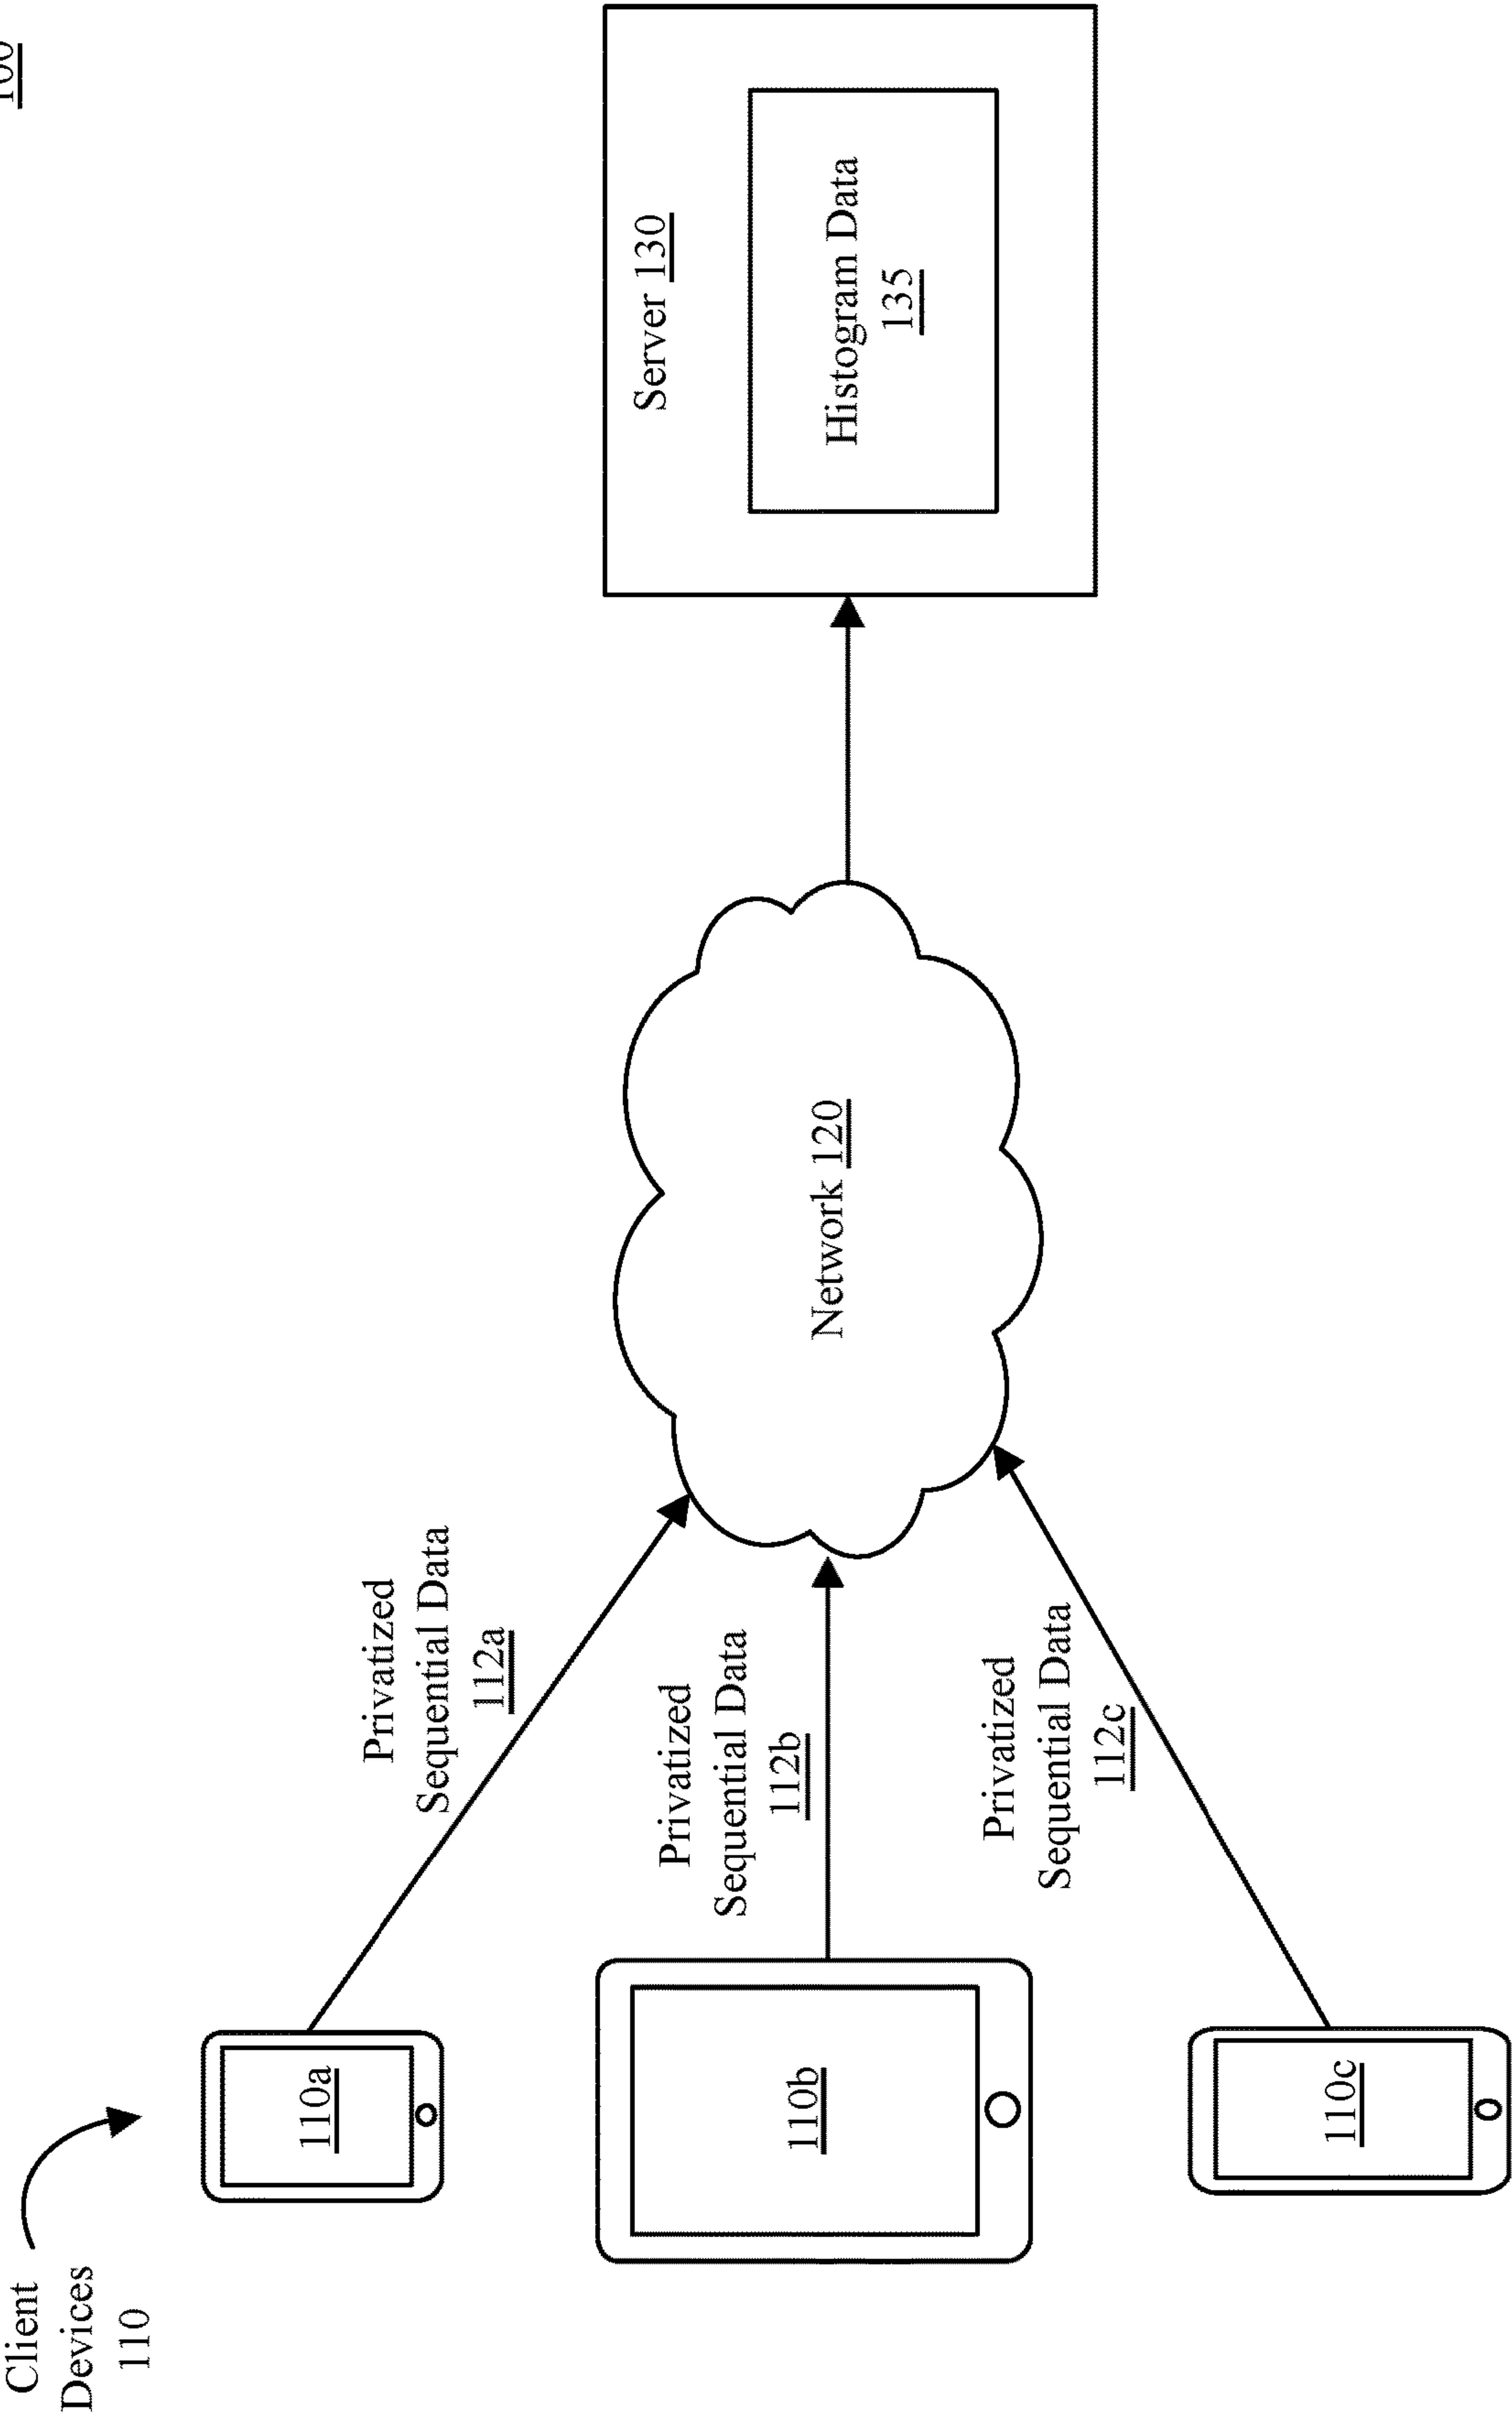 100
Client
Devices
110
110a
Privatized
Sequential Data
112a
110b
Privatized
Sequential Data
112b
110c
Privatized
Sequential Data
112c
Network 120
Server 130
Histogram Data
135